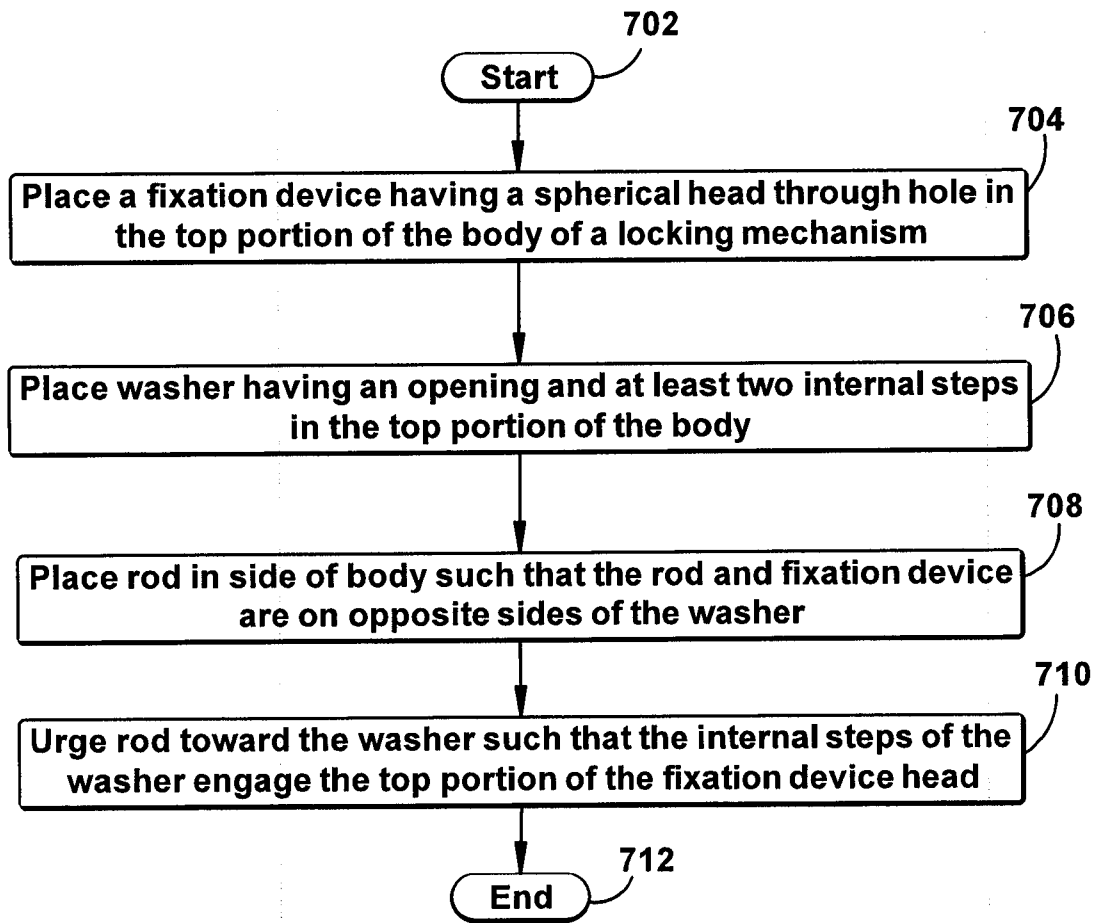 702
Start
704
Place a fixation device having a spherical head through hole in
the top portion of the body of a locking mechanism
706
Place washer having an opening and at least two internal steps
in the top portion of the body
708
Place rod in side of body such that the rod and fixation device
are on opposite sides of the washer
710
Urge rod toward the washer such that the internal steps of the
washer engage the top portion of the fixation device head
712
End